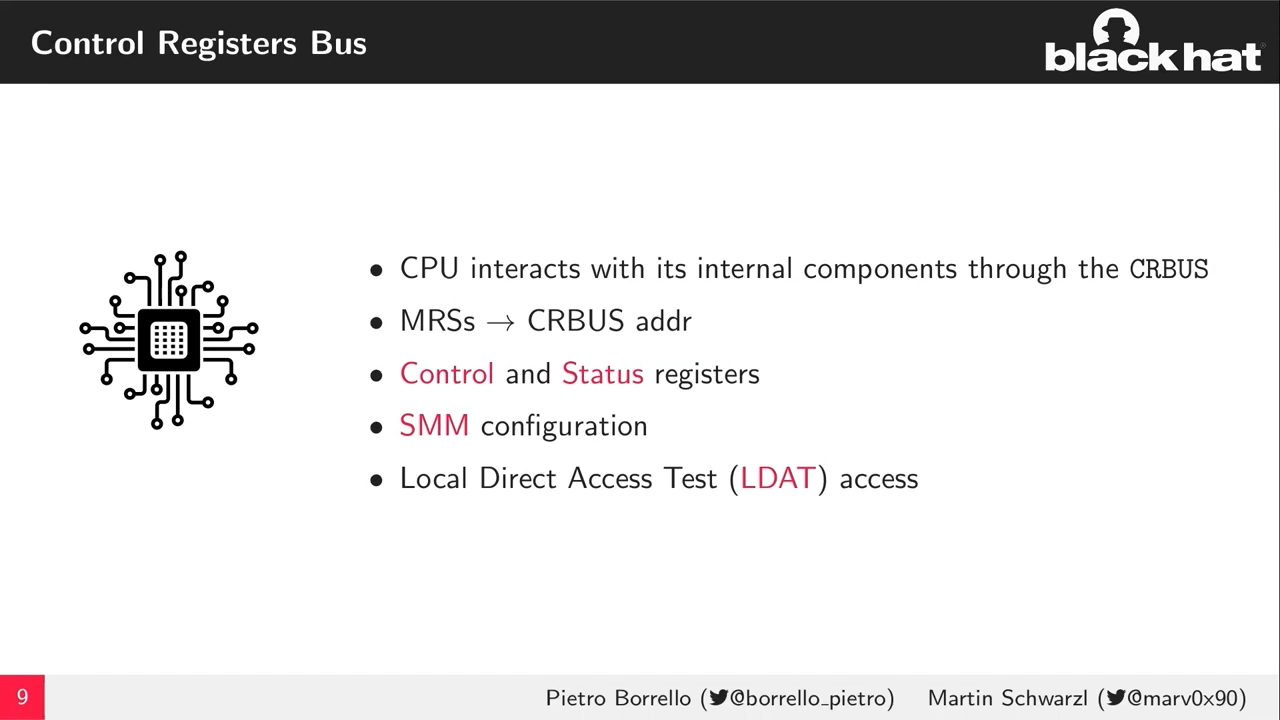 Control Registers Bus
black hat
• CPU interacts with its internal components through the CRBUS
• MRSs → CRBUS addr
• Control and Status registers
• SMM configuration
• Local Direct Access Test (LDAT) access
9
Pietro Borrello (@borrello_pietro) Martin Schwarzl (@marv0x90)